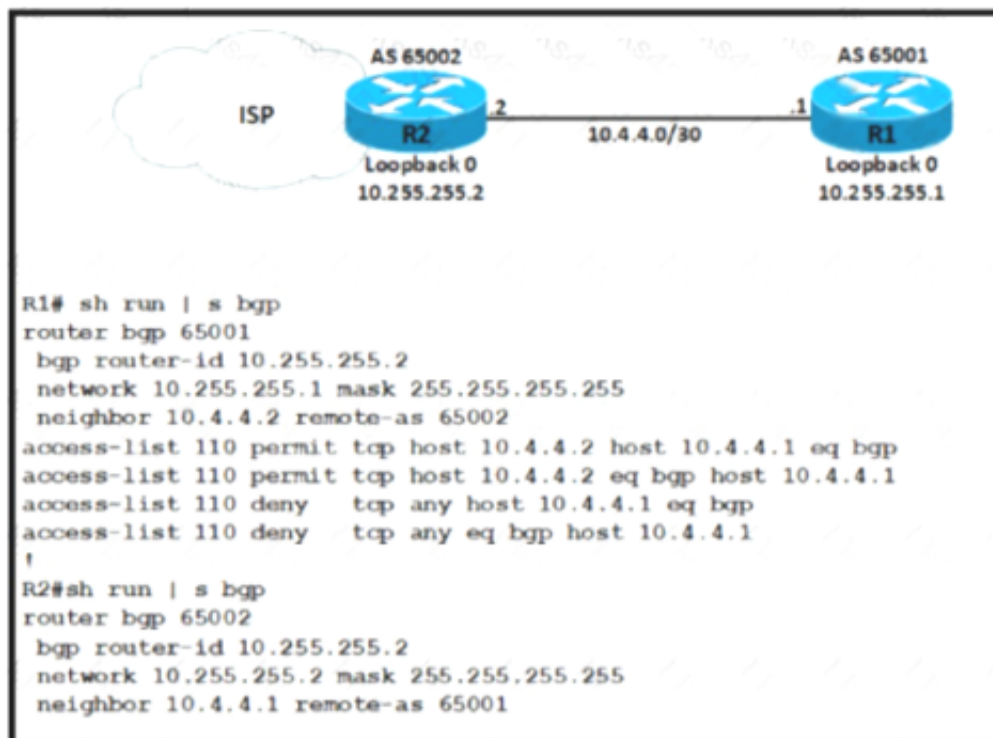 AS 65002
AS 65001
ISP
.2
.1
R2
10.4.4.0/30
R1
Loopback 0
Loopback 0
10.255.255.2
10.255.255.1
R1# sh run | s bgp
router bgp 65001
bgp router-id 10.255.255.2
network 10.255.255.1 mask 255.255.255.255
neighbor 10.4.4.2 remote-as 65002
access-list 110 permit tcp host 10.4.4.2 host 10.4.4.1 eq bgp
access-list 110 permit tcp host 10.4.4.2 eq bgp host 10.4.4.1
access-list 110 deny tcp any host 10.4.4.1 eq bgp
access-list 110 deny tcp any eq bgp host 10.4.4.1
!
R2#sh run | s bgp
router bgp 65002
bgp router-id 10.255.255.2
network 10.255.255.2 mask 255.255.255.255
neighbor 10.4.4.1 remote-as 65001